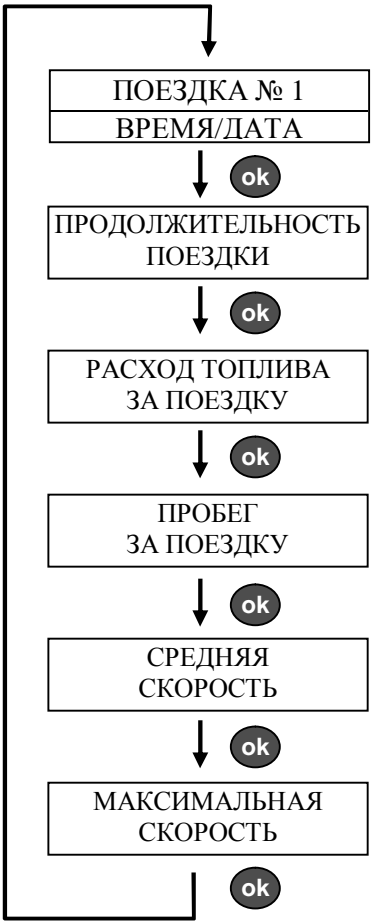 ПОЕЗДКА № 1
ВРЕМЯ/ДАТА
ok
ПРОДОЛЖИТЕЛЬНОСТЬ
ПОЕЗДКИ
ok
РАСХОД ТОПЛИВА
ЗА ПОЕЗДКУ
ok
ПРОБЕГ
ЗА ПОЕЗДКУ
ok
СРЕДНЯЯ
СКОРОСТЬ
ok
МАКСИМАЛЬНАЯ
СКОРОСТЬ
ok